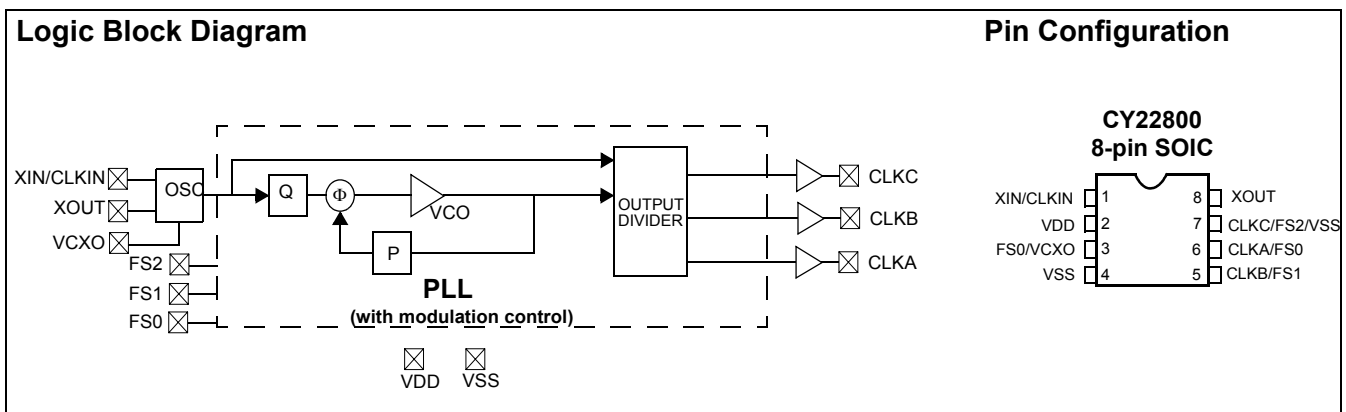 Logic Block Diagram
Pin Configuration
XIN/CLKIN
XOUT
VCXO
FS2
FS1
FS0
OSC
Q
Φ
VCO
P
PLL
(with modulation control)
VDD
VSS
OUTPUT
DIVIDER
CLKC
CLKB
CLKA
CY22800
8-pin SOIC
XIN/CLKIN 1
VDD 2
FS0/VCXO 3
VSS 4
8 XOUT
7 CLKC/FS2/VSS
6 CLKA/FS0
5 CLKB/FS1